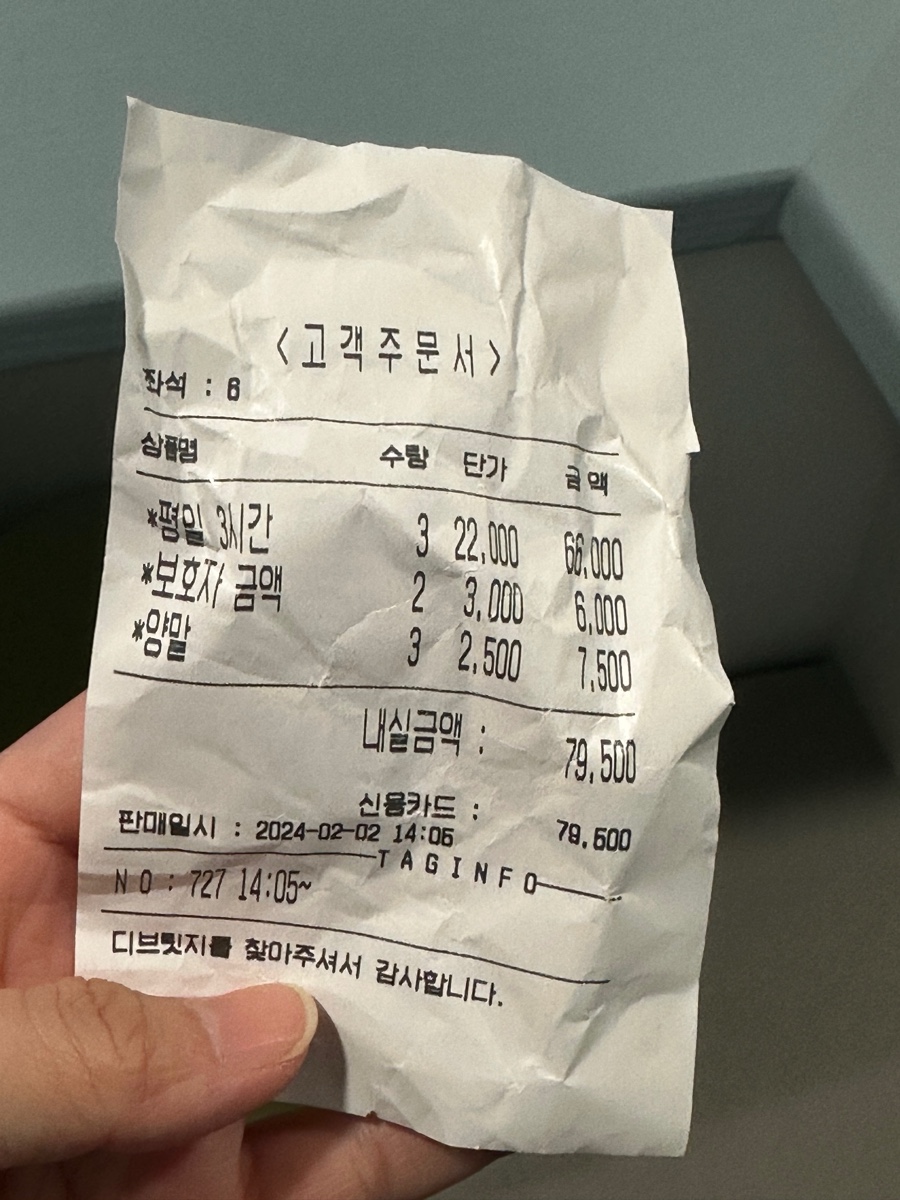 <고객주문서>
좌석 : 6
상품명 수량 단가 금액
*평일 3시간 3 22,000 66,000
*보호자 금액 2 3,000 6,000
*양말 3 2,500 7,500
내실금액 : 79,500
신용카드 : 79,500
판매일시 : 2024-02-02 14:05
TAGINFO
NO : 727 14:05~
디브릿지를 찾아주셔서 감사합니다.